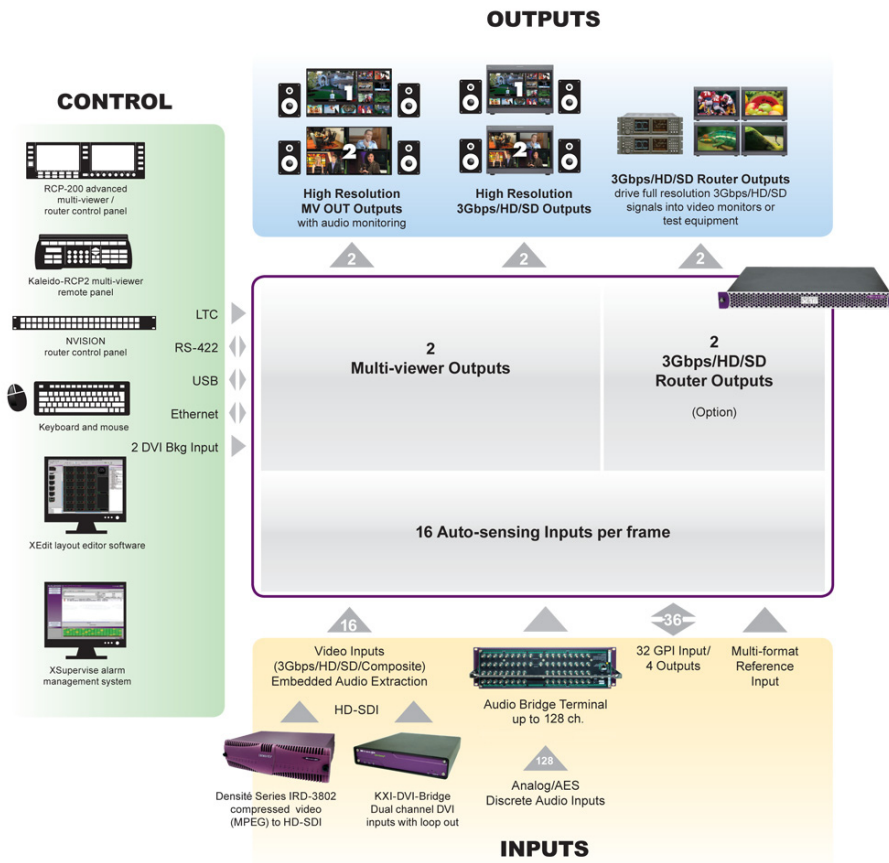 OUTPUTS
CONTROL
RCP-200 advanced
multi-viewer /
router control panel
Kaleido-RCP2 multi-viewer
remote panel
NVISION
router control panel
Keyboard and mouse
XEdit layout editor software
XSupervise alarm
management system
LTC
RS-422
USB
Ethernet
2 DVI Bkg Input
1
2
High Resolution
MV OUT Outputs
with audio monitoring
1
2
High Resolution
3Gbps/HD/SD Outputs
3Gbps/HD/SD Router Outputs
drive full resolution 3Gbps/HD/SD
signals into video monitors or
test equipment
2
2
2
2
Multi-viewer Outputs
2
3Gbps/HD/SD
Router Outputs
(Option)
16 Auto-sensing Inputs per frame
16
36
Video Inputs
(3Gbps/HD/SD/Composite)
Embedded Audio Extraction
HD-SDI
Densité Series IRD-3802
compressed video
(MPEG) to HD-SDI
KXI-DVI-Bridge
Dual channel DVI
inputs with loop out
Audio Bridge Terminal
up to 128 ch.
128
Analog/AES
Discrete Audio Inputs
32 GPI Input/
4 Outputs
Multi-format
Reference
Input
INPUTS